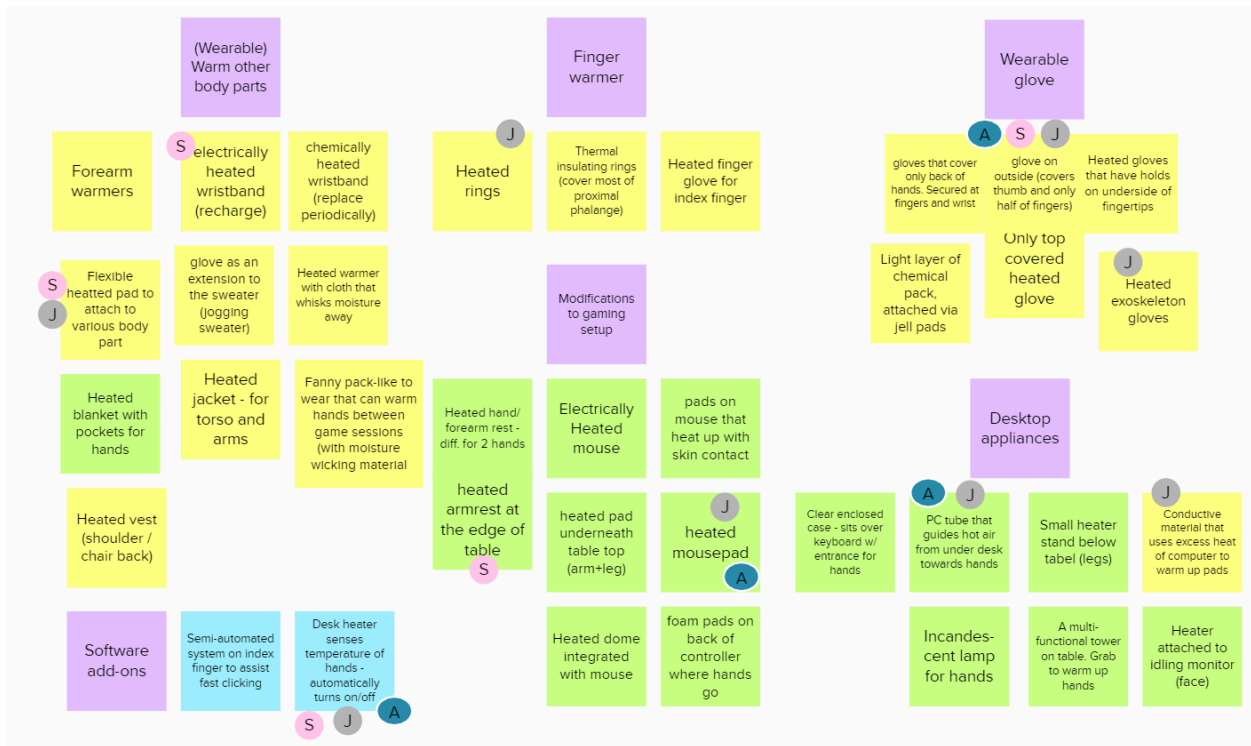 (Wearable)
Warm other
body parts
Finger
warmer
Wearable
glove
Forearm
warmers
S
electrically
heated
wristband
(recharge)
chemically
heated
wristband
(replace
periodically)
J
Heated
rings
Thermal
insulating rings
(cover most of
proximal
phalange)
Heated finger
glove for
index finger
A
S
J
gloves that cover
only back of
hands. Secured at
fingers and wrist
glove on
outside (covers
thumb and only
half of fingers)
Heated gloves
that have holds
on underside of
fingertips
S
J
Flexible
heatted pad to
attach to
various body
part
glove as an
extension to
the sweater
(jogging
sweater)
Heated warmer
with cloth that
whisks moisture
away
Modifications
to gaming
setup
Light layer of
chemical
pack,
attached via
jell pads
Only top
covered
heated
glove
J
Heated
exoskeleton
gloves
Heated
blanket with
pockets for
hands
Heated
jacket - for
torso and
arms
Fanny pack-like to
wear that can warm
hands between
game sessions
(with moisture
wicking material
Heated hand/
forearm rest -
diff. for 2 hands
Electrically
Heated
mouse
pads on
mouse that
heat up with
skin contact
Desktop
appliances
Heated vest
(shoulder /
chair back)
heated
armrest at
the edge of
table
S
heated pad
underneath
table top
(arm+leg)
J
heated
mousepad
A
Clear enclosed
case - sits over
keyboard w/
entrance for
hands
A
J
PC tube that
guides hot air
from under desk
towards hands
Small heater
stand below
tabel (legs)
J
Conductive
material that
uses excess heat
of computer to
warm up pads
Software
add-ons
Semi-automated
system on index
finger to assist
fast clicking
Desk heater
senses
temperature of
hands -
automatically
turns on/off
S
J
A
Heated dome
integrated
with mouse
foam pads on
back of
controller
where hands
go
Incandes-
cent lamp
for hands
A multi-
functional tower
on table. Grab
to warm up
hands
Heater
attached to
idling monitor
(face)